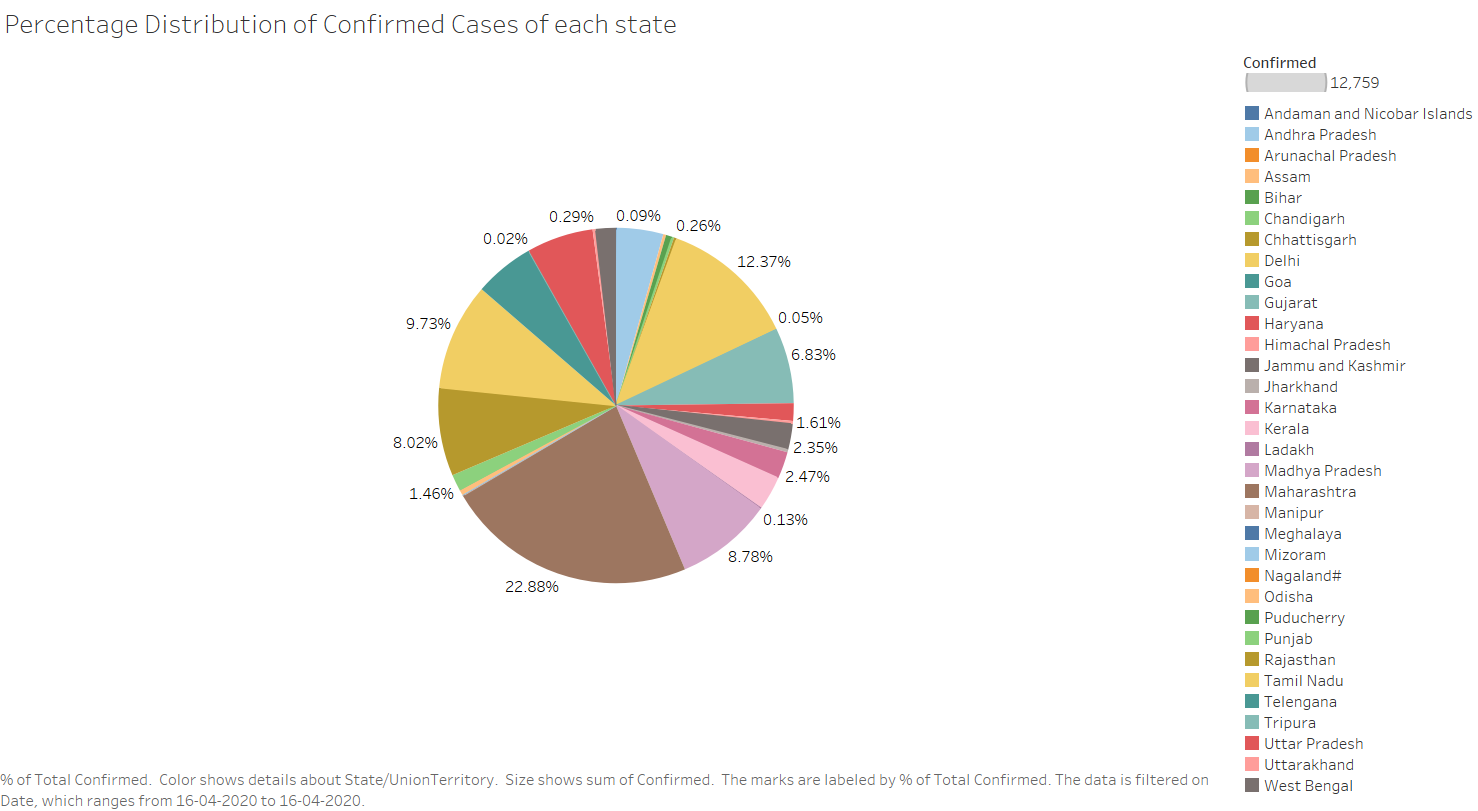 Percentage Distribution of Confirmed Cases of each state
Confirmed
12,759
Andaman and Nicobar Islands
Andhra Pradesh
Arunachal Pradesh
Assam
Bihar
Chandigarh
Chhattisgarh
Delhi
Goa
Gujarat
Haryana
Himachal Pradesh
Jammu and Kashmir
Jharkhand
Karnataka
Kerala
Ladakh
Madhya Pradesh
Maharashtra
Manipur
Meghalaya
Mizoram
Nagaland#
Odisha
Puducherry
Punjab
Rajasthan
Tamil Nadu
Telengana
Tripura
Uttar Pradesh
Uttarakhand
West Bengal
0.29%
0.09%
0.26%
0.02%
12.37%
0.05%
9.73%
6.83%
1.61%
8.02%
2.35%
2.47%
1.46%
0.13%
8.78%
22.88%
% of Total Confirmed.  Color shows details about State/UnionTerritory.  Size shows sum of Confirmed.  The marks are labeled by % of Total Confirmed. The data is filtered on
Date, which ranges from 16-04-2020 to 16-04-2020.